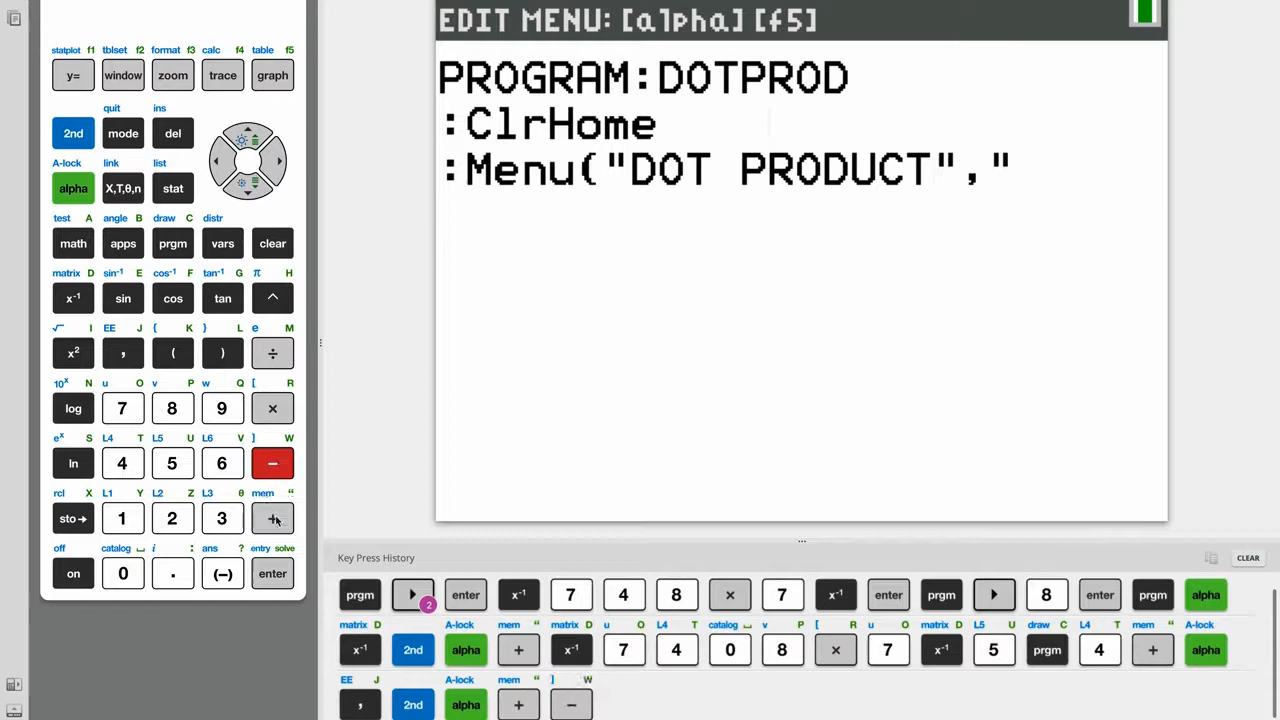 EDIT MENU: [alpha] [f5]
PROGRAM:DOTPROD
:ClrHome
:Menu("DOT PRODUCT","
statplot f1 tblset f2 format f3 calc f4 table f5
y= window zoom trace graph
quit ins
2nd mode del
A-lock link list
alpha X,T,θ,n stat
test A angle B draw C distr
math apps prgm vars clear
matrix D sin⁻¹ E cos⁻¹ F tan⁻¹ G π H
x⁻¹ sin cos tan ^
√ I EE J { K } L e M
x² , ( ) ÷
10ˣ N u O v P w Q [ R
log 7 8 9 ×
eˣ S L4 T L5 U L6 V ] W
ln 4 5 6 −
rcl X L1 Y L2 Z L3 θ mem “
sto→ 1 2 3 +
off catalog ⎵ i : ans ? entry solve
on 0 . (−) enter
Key Press History CLEAR
prgm 2 enter x⁻¹ 7 4 8 × 7 x⁻¹ enter prgm 8 enter prgm alpha
matrix D A-lock mem “ matrix D u O L4 T catalog ⎵ v P [ R u O matrix D L5 U draw C L4 T mem “ A-lock
x⁻¹ 2nd alpha + x⁻¹ 7 4 0 8 × 7 x⁻¹ 5 prgm 4 + alpha
EE J A-lock mem “ ] W
, 2nd alpha + −